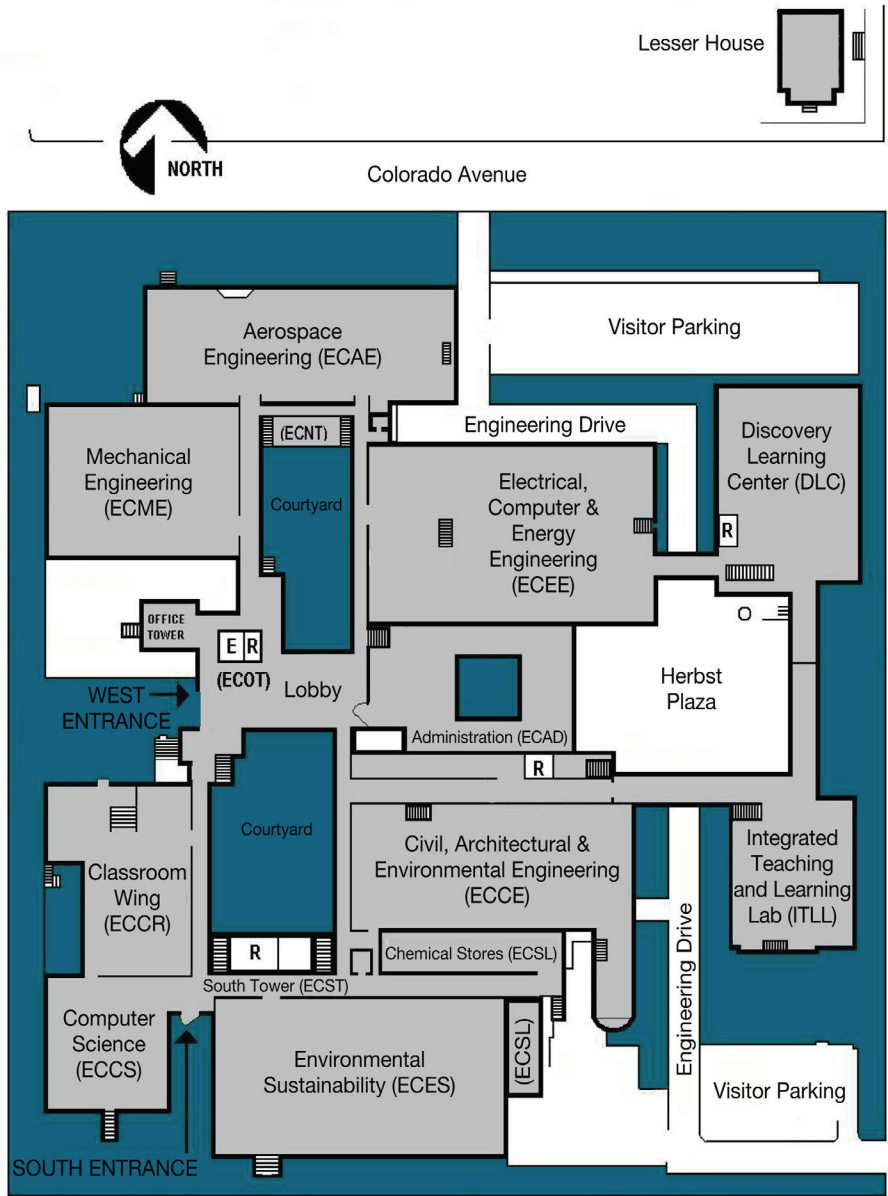 Lesser House
NORTH
Colorado Avenue
Aerospace
Engineering (ECAE)
Visitor Parking
(ECNT)
Engineering Drive
Mechanical
Engineering
(ECME)
Courtyard
Electrical,
Computer &
Energy
Engineering
(ECEE)
Discovery
Learning
Center (DLC)
R
OFFICE
TOWER
E R
(ECOT)
Lobby
WEST
ENTRANCE
Herbst
Plaza
Administration (ECAD)
R
Courtyard
Civil, Architectural &
Environmental Engineering
(ECCE)
Integrated
Teaching
and Learning
Lab (ITLL)
Classroom
Wing
(ECCR)
R
Chemical Stores (ECSL)
South Tower (ECST)
Engineering Drive
Computer
Science
(ECCS)
Environmental
Sustainability (ECES)
(ECSL)
Visitor Parking
SOUTH ENTRANCE